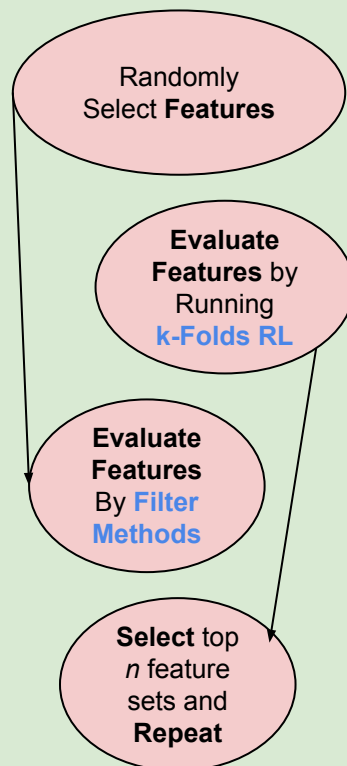 Randomly
Select Features
Evaluate
Features by
Running
k-Folds RL
Evaluate
Features
By Filter
Methods
Select top
n feature
sets and
Repeat